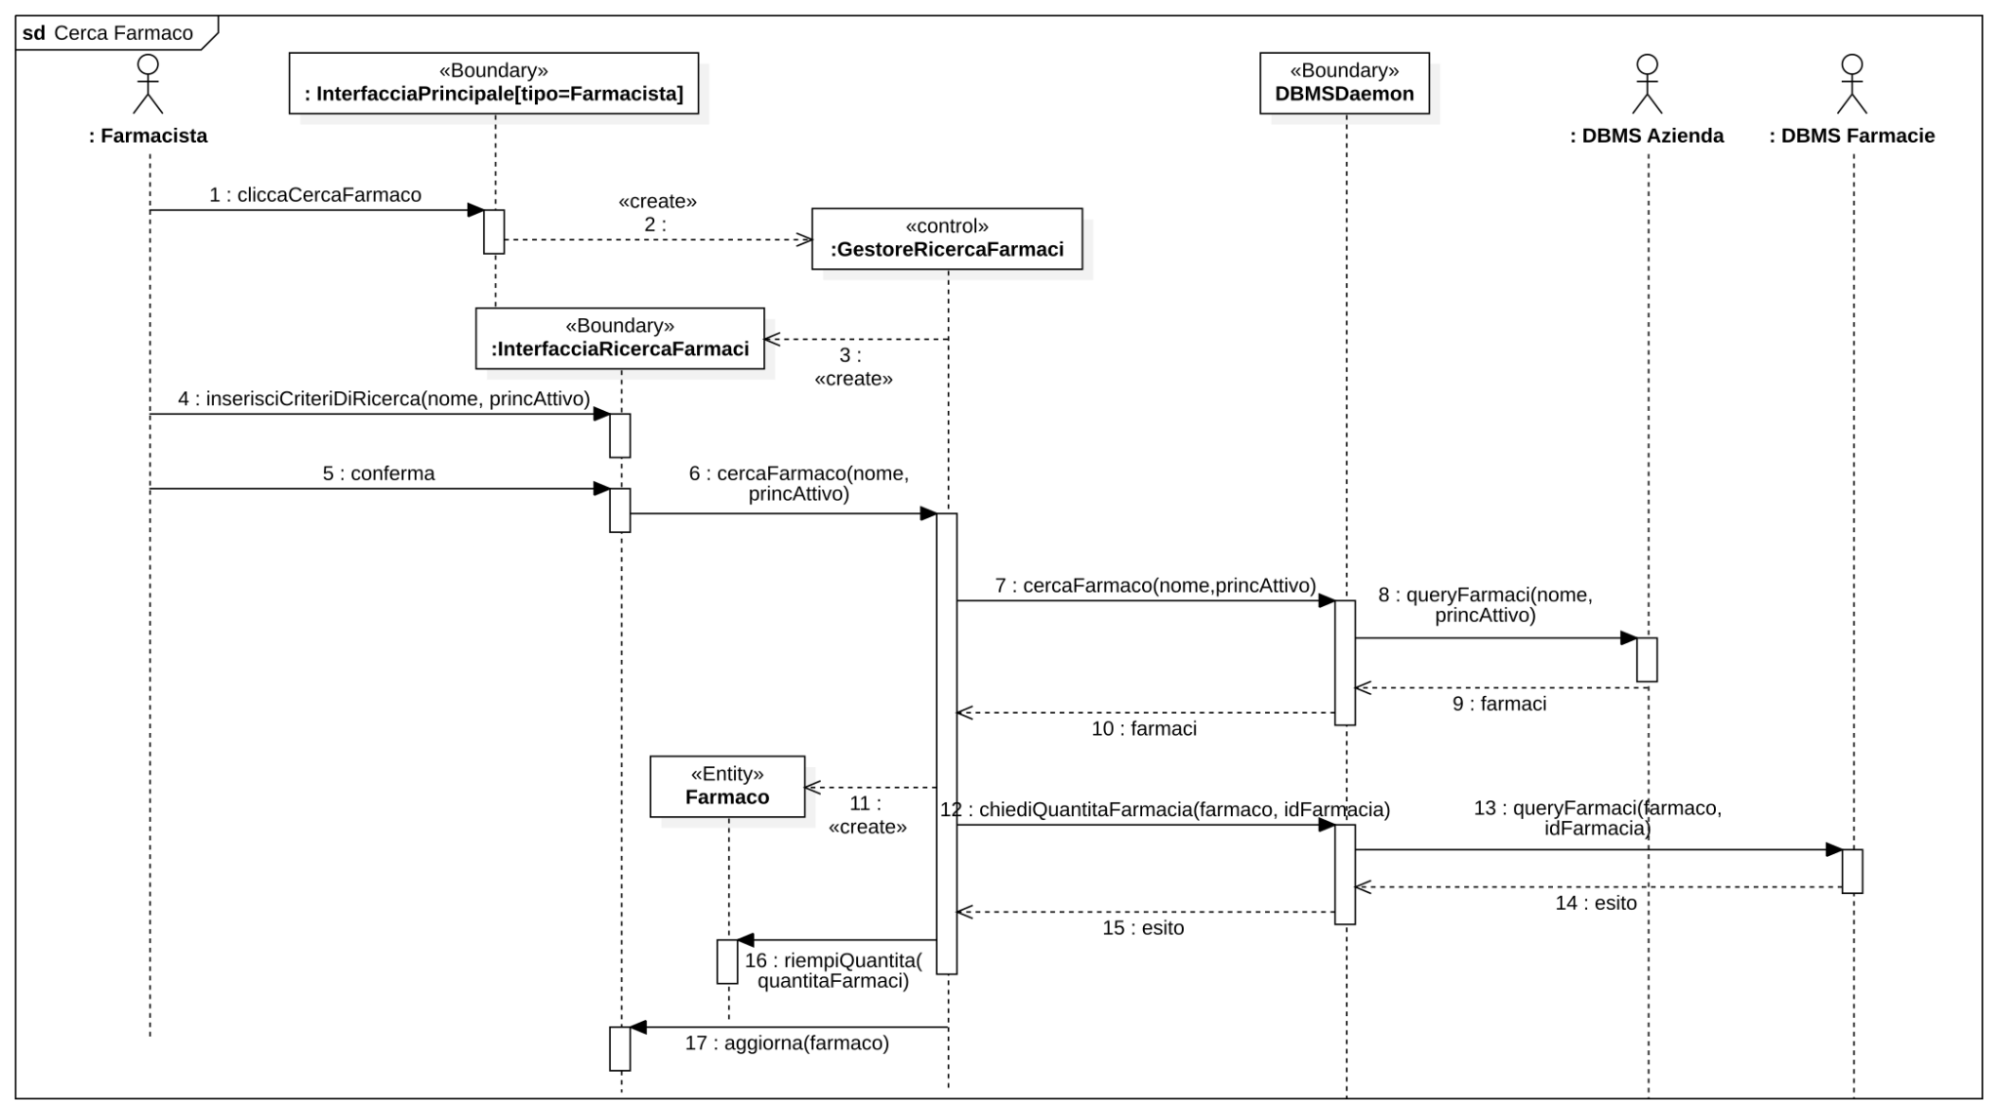 sd Cerca Farmaco
«Boundary»
: InterfacciaPrincipale[tipo=Farmacista]
«Boundary»
DBMSDaemon
: Farmacista
: DBMS Azienda
: DBMS Farmacie
1 : cliccaCercaFarmaco
«create»
2 :
«control»
:GestoreRicercaFarmaci
«Boundary»
:InterfacciaRicercaFarmaci
3 :
«create»
4 : inserisciCriteriDiRicerca(nome, princAttivo)
5 : conferma
6 : cercaFarmaco(nome,
princAttivo)
7 : cercaFarmaco(nome,princAttivo)
8 : queryFarmaci(nome,
princAttivo)
9 : farmaci
10 : farmaci
«Entity»
Farmaco
11 :
«create»
12 : chiediQuantitaFarmacia(farmaco, idFarmacia)
13 : queryFarmaci(farmaco,
idFarmacia)
14 : esito
15 : esito
16 : riempiQuantita(
quantitaFarmaci)
17 : aggiorna(farmaco)